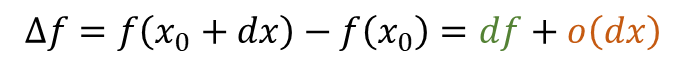 Δf = f(x₀ + dx) − f(x₀) = df + o(dx)